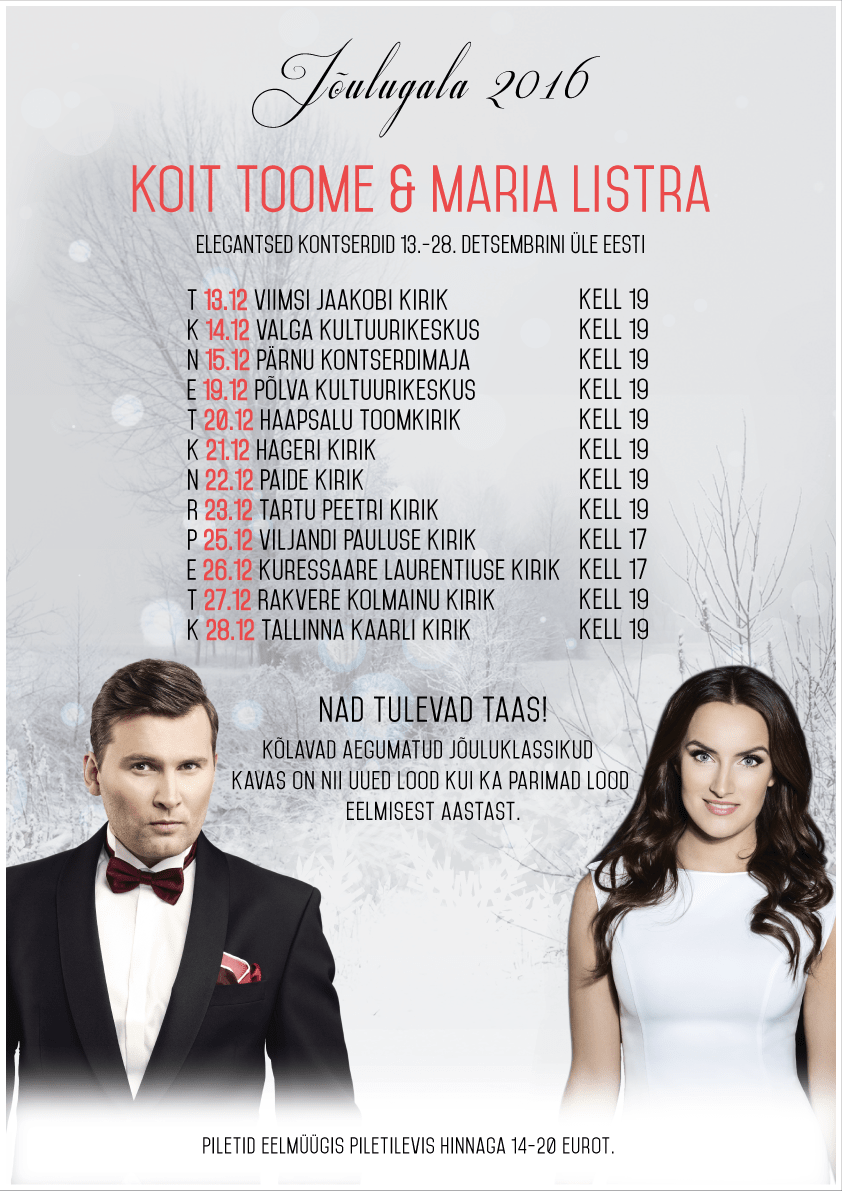 Jõulugala 2016
KOIT TOOME & MARIA LISTRA
ELEGANTSED KONTSERDID 13.-28. DETSEMBRINI ÜLE EESTI
T 13.12 VIIMSI JAAKOBI KIRIK KELL 19
K 14.12 VALGA KULTUURIKESKUS KELL 19
N 15.12 PÄRNU KONTSERDIMAJA KELL 19
E 19.12 PÕLVA KULTUURIKESKUS KELL 19
T 20.12 HAAPSALU TOOMKIRIK KELL 19
K 21.12 HAGERI KIRIK KELL 19
N 22.12 PAIDE KIRIK KELL 19
R 23.12 TARTU PEETRI KIRIK KELL 19
P 25.12 VILJANDI PAULUSE KIRIK KELL 17
E 26.12 KURESSAARE LAURENTIUSE KIRIK KELL 17
T 27.12 RAKVERE KOLMAINU KIRIK KELL 19
K 28.12 TALLINNA KAARLI KIRIK KELL 19
NAD TULEVAD TAAS!
KÕLAVAD AEGUMATUD JÕULUKLASSIKUD
KAVAS ON NII UUED LOOD KUI KA PARIMAD LOOD
EELMISEST AASTAST.
PILETID EELMÜÜGIS PILETILEVIS HINNAGA 14-20 EUROT.